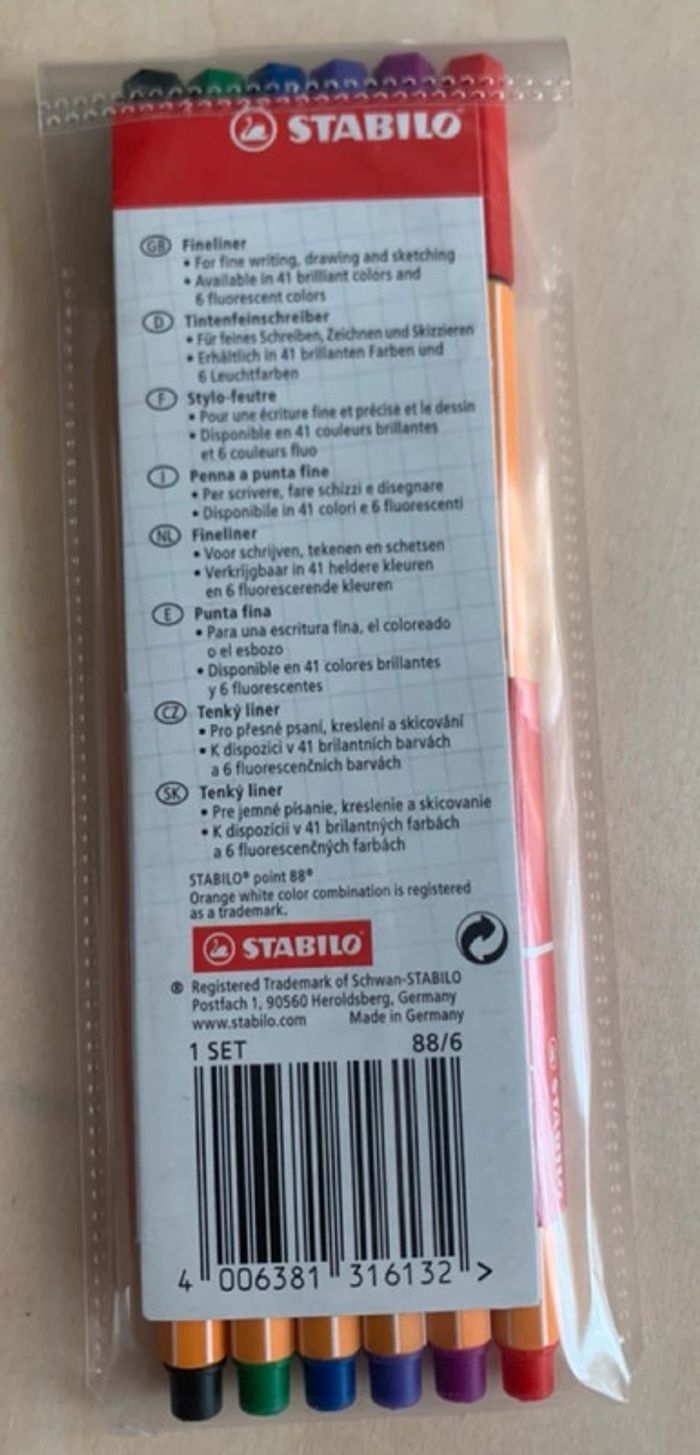 STABILO
GB Fineliner
• For fine writing, drawing and sketching
• Available in 41 brilliant colors and
6 fluorescent colors
D Tintenfeinschreiber
• Für feines Schreiben, Zeichnen und Skizzieren
• Erhältlich in 41 brillanten Farben und
6 Leuchtfarben
F Stylo-feutre
• Pour une écriture fine et précise et le dessin
• Disponible en 41 couleurs brillantes
et 6 couleurs fluo
I Penna a punta fine
• Per scrivere, fare schizzi e disegnare
• Disponibile in 41 colori e 6 fluorescenti
NL Fineliner
• Voor schrijven, tekenen en schetsen
• Verkrijgbaar in 41 heldere kleuren
en 6 fluorescerende kleuren
E Punta fina
• Para una escritura fina, el coloreado
o el esbozo
• Disponible en 41 colores brillantes
y 6 fluorescentes
CZ Tenký liner
• Pro přesné psaní, kreslení a skicování
• K dispozici v 41 brilantních barvách
a 6 fluorescenčních barvách
SK Tenký liner
• Pre jemné písanie, kreslenie a skicovanie
• K dispozícii v 41 brilantných farbách
a 6 fluorescenčných farbách
STABILO® point 88®
Orange white color combination is registered
as a trademark.
STABILO
® Registered Trademark of Schwan-STABILO
Postfach 1, 90560 Heroldsberg, Germany
www.stabilo.com Made in Germany
1 SET 88/6
4 006381 316132 >
STABILO